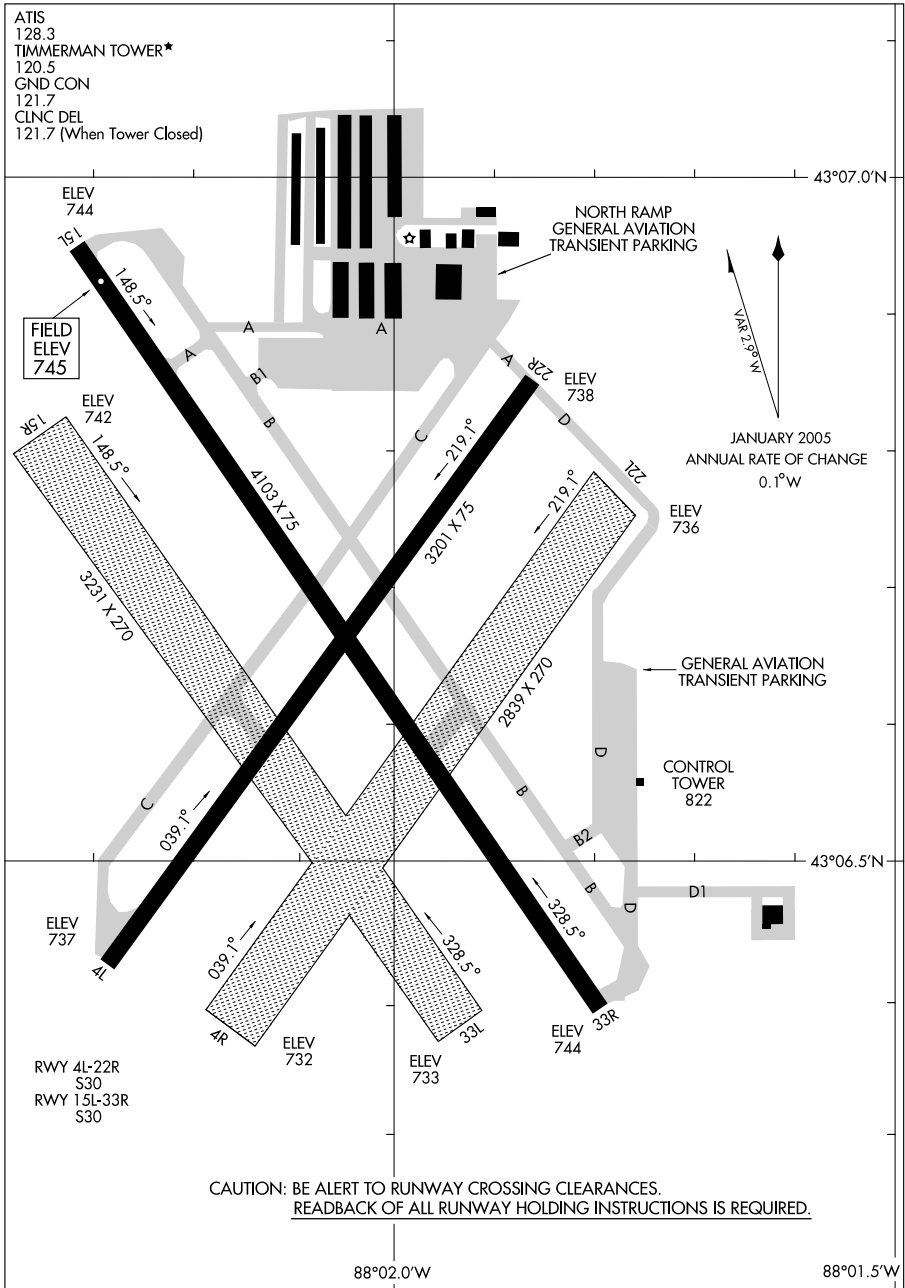 ATIS
128.3
TIMMERMAN TOWER★
120.5
GND CON
121.7
CLNC DEL
121.7 (When Tower Closed)
43°07.0'N
ELEV
744
15L
148.5°
FIELD
ELEV
745
NORTH RAMP
GENERAL AVIATION
TRANSIENT PARKING
VAR 2.9° W
JANUARY 2005
ANNUAL RATE OF CHANGE
0.1°W
A
A
A
A
B1
B
C
D
22R
ELEV
738
219.1°
ELEV
742
15R
148.5°
4103 X 75
3201 X 75
22L
219.1°
ELEV
736
3231 X 270
2839 X 270
GENERAL AVIATION
TRANSIENT PARKING
D
CONTROL
TOWER
822
C
039.1°
B
B2
43°06.5'N
B
D
D1
ELEV
737
4L
039.1°
328.5°
328.5°
4R
ELEV
732
33L
ELEV
733
ELEV
744
33R
RWY 4L-22R
S30
RWY 15L-33R
S30
CAUTION: BE ALERT TO RUNWAY CROSSING CLEARANCES.
READBACK OF ALL RUNWAY HOLDING INSTRUCTIONS IS REQUIRED.
88°02.0'W
88°01.5'W